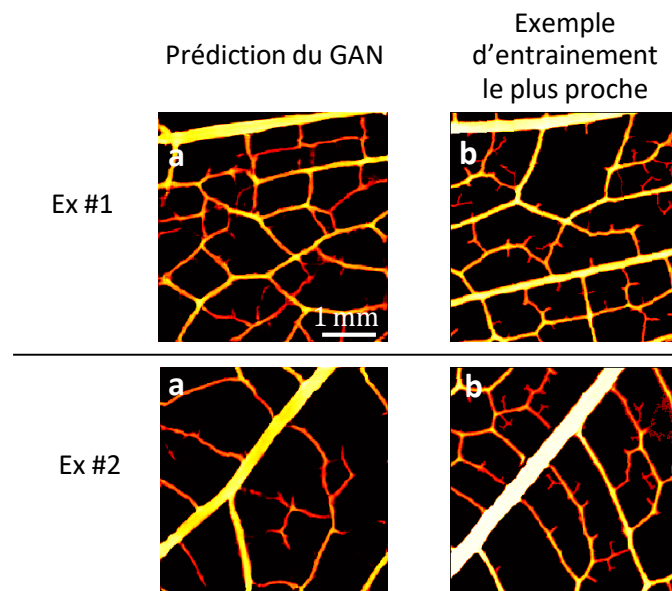 Prédiction du GAN
Exemple
d'entrainement
le plus proche
Ex #1
a
b
1 mm
Ex #2
a
b